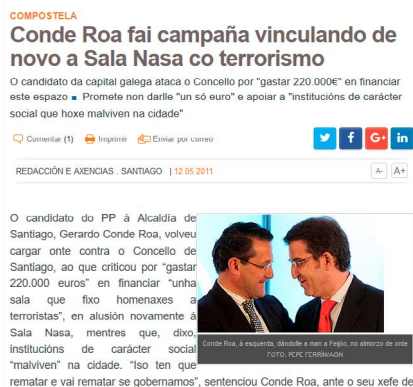 COMPOSTELA
Conde Roa fai campaña vinculando de
novo a Sala Nasa co terrorismo
O candidato da capital galega ataca o Concello por "gastar 220.000€" en financiar
este espazo ■ Promete non darlle "un só euro" e apoiar a "institucións de carácter
social que hoxe malviven na cidade"
Comentar (1) Imprimir Enviar por correo
f G+ in
REDACCIÓN E AXENCIAS . SANTIAGO | 12.05.2011 A- A+
O candidato do PP á Alcaldía de
Santiago, Gerardo Conde Roa, volveu
cargar onte contra o Concello de
Santiago, ao que criticou por "gastar
220.000 euros" en financiar "unha
sala que fixo homenaxes a
terroristas", en alusión novamente á
Sala Nasa, mentres que, dixo,
institucións de carácter social
"malviven" na cidade. "Iso ten que
Conde Roa, á esquerda, dándolle a man a Feijóo, no almorzo de onte
FOTO: PEPE FERRÍN/AGN
rematar e vai rematar se gobernamos", sentenciou Conde Roa, ante o seu xefe de